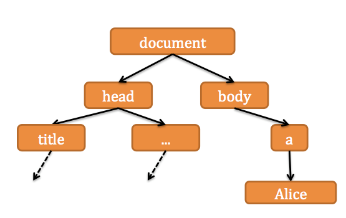 document
head
body
title
...
a
Alice